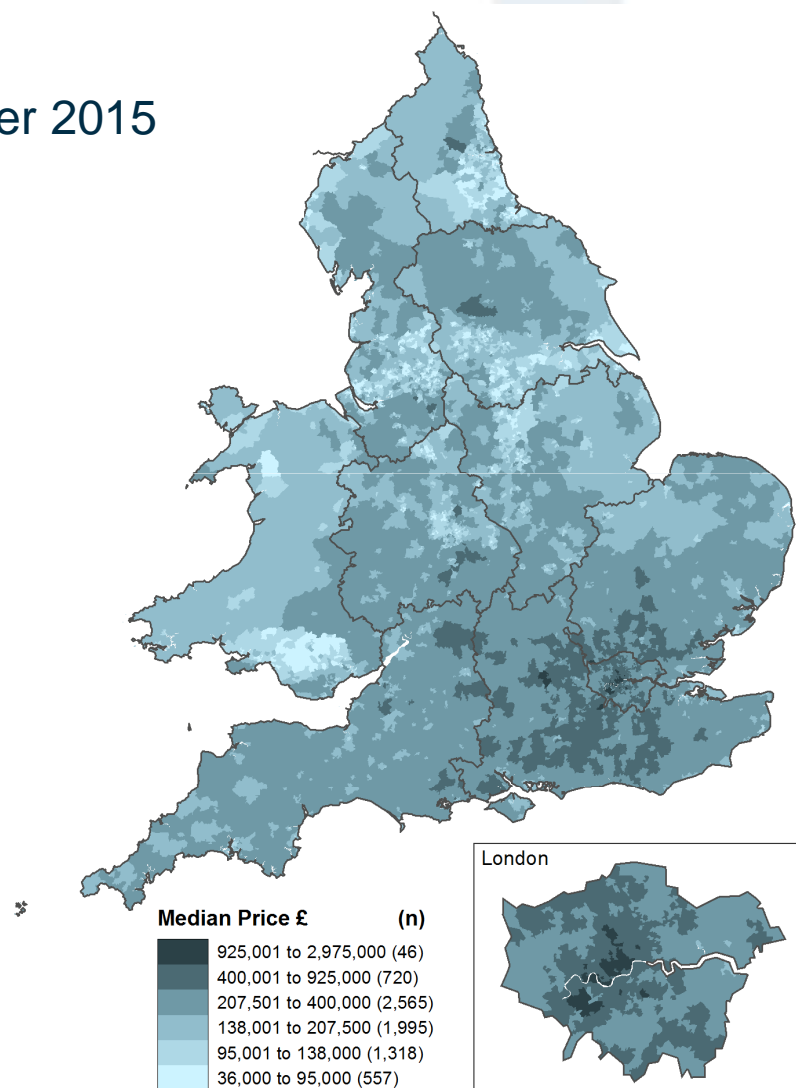 er 2015
London
Median Price £ (n)
925,001 to 2,975,000 (46)
400,001 to 925,000 (720)
207,501 to 400,000 (2,565)
138,001 to 207,500 (1,995)
95,001 to 138,000 (1,318)
36,000 to 95,000 (557)